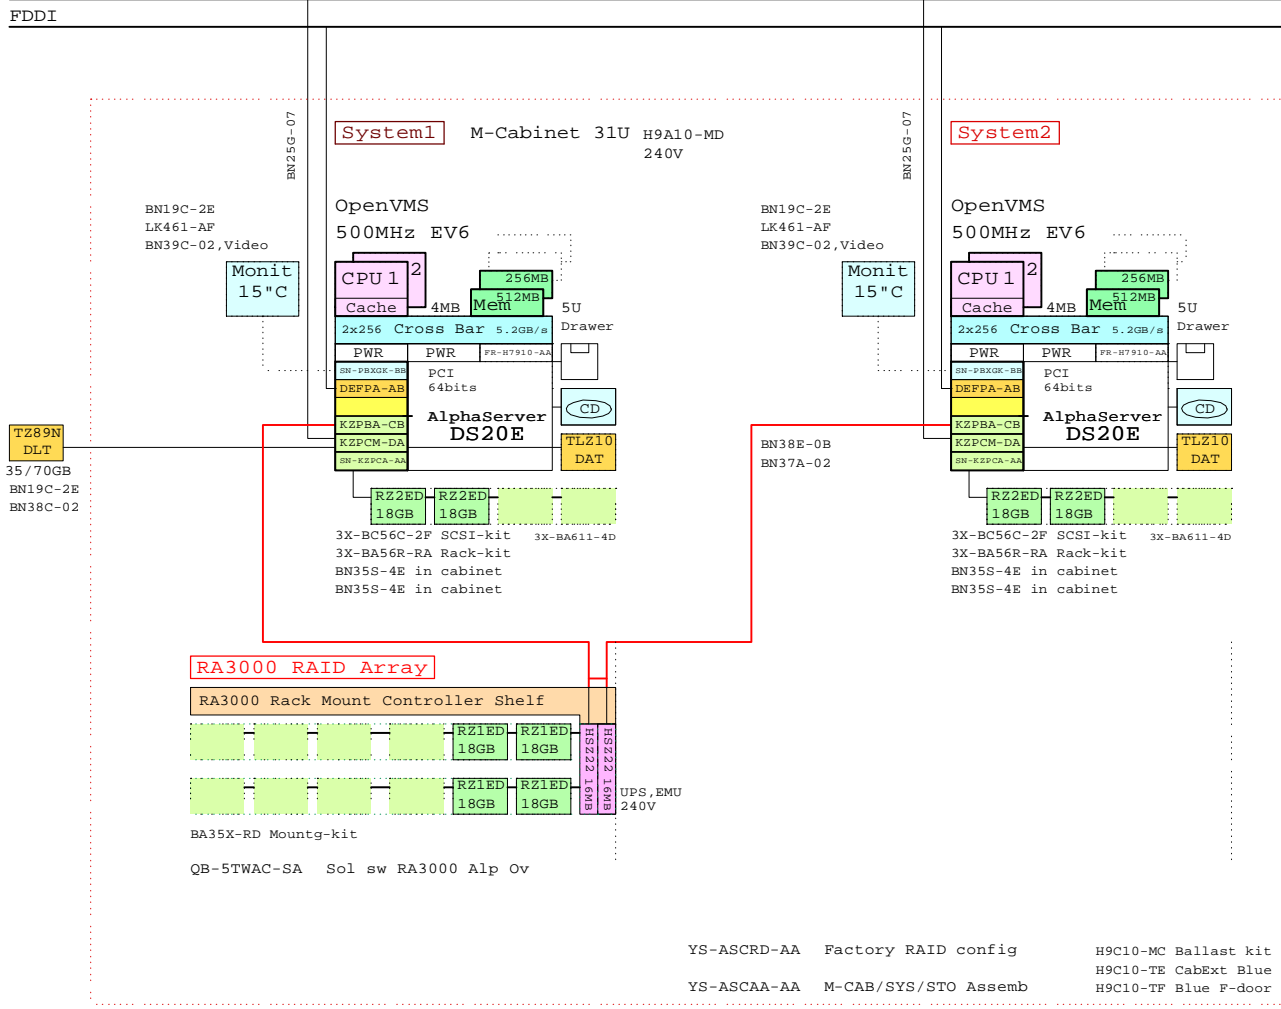 FDDI
BN25G-07
System1
M-Cabinet 31U
H9A10-MD
240V
BN19C-2E
LK461-AF
BN39C-02,Video
OpenVMS
500MHz EV6
Monit
15"C
CPU1
2
Cache
4MB
256MB
512MB
Mem
5U
Drawer
2x256 Cross Bar 5.2GB/s
PWR
PWR
FR-H7910-AA
SN-PBXGK-BB
PCI
64bits
DEFPA-AB
CD
KZPBA-CB
AlphaServer
DS20E
KZPCM-DA
TLZ10
DAT
SN-KZPCA-AA
TZ89N
DLT
35/70GB
BN19C-2E
BN38C-02
RZ2ED
18GB
RZ2ED
18GB
3X-BC56C-2F SCSI-kit
3X-BA611-4D
3X-BA56R-RA Rack-kit
BN35S-4E in cabinet
BN35S-4E in cabinet
BN25G-07
System2
BN19C-2E
LK461-AF
BN39C-02,Video
OpenVMS
500MHz EV6
Monit
15"C
CPU1
2
Cache
4MB
256MB
512MB
Mem
5U
Drawer
2x256 Cross Bar 5.2GB/s
PWR
PWR
FR-H7910-AA
SN-PBXGK-BB
PCI
64bits
DEFPA-AB
CD
KZPBA-CB
AlphaServer
DS20E
KZPCM-DA
TLZ10
DAT
SN-KZPCA-AA
BN38E-0B
BN37A-02
RZ2ED
18GB
RZ2ED
18GB
3X-BC56C-2F SCSI-kit
3X-BA611-4D
3X-BA56R-RA Rack-kit
BN35S-4E in cabinet
BN35S-4E in cabinet
RA3000 RAID Array
RA3000 Rack Mount Controller Shelf
RZ1ED
18GB
RZ1ED
18GB
RZ1ED
18GB
RZ1ED
18GB
HSZ22 16MB
HSZ22 16MB
UPS,EMU
240V
BA35X-RD Mountg-kit
QB-5TWAC-SA Sol sw RA3000 Alp Ov
YS-ASCRD-AA Factory RAID config
YS-ASCAA-AA M-CAB/SYS/STO Assemb
H9C10-MC Ballast kit
H9C10-TE CabExt Blue
H9C10-TF Blue F-door